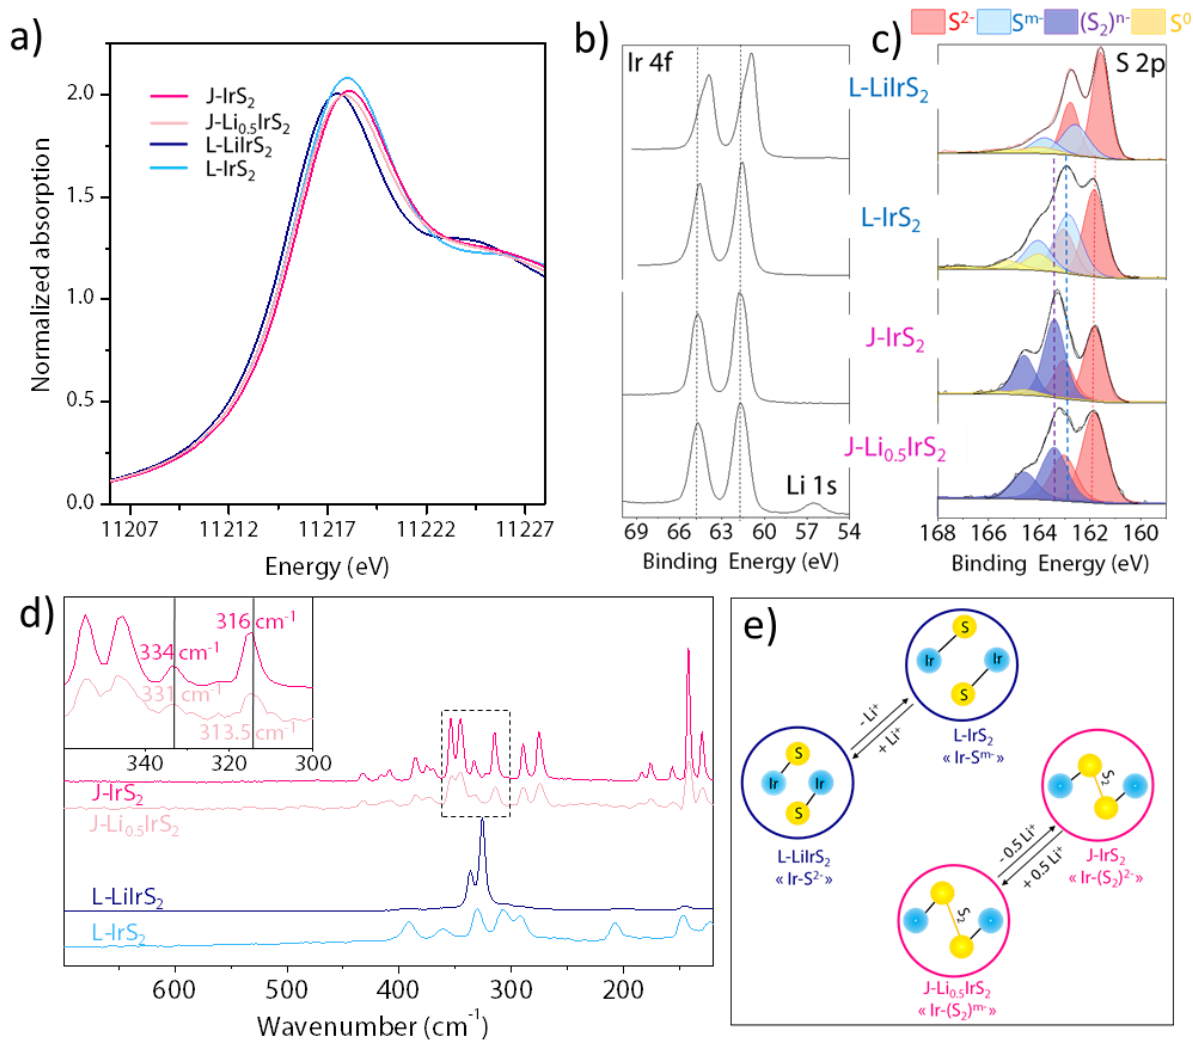 a)
J-IrS2
J-Li0.5IrS2
L-LiIrS2
L-IrS2
2.0
1.5
1.0
0.5
0.0
Normalized absorption
11207 11212 11217 11222 11227
Energy (eV)
b)
Ir 4f
Li 1s
69 66 63 60 57 54
Binding Energy (eV)
L-LiIrS2
L-IrS2
J-IrS2
J-Li0.5IrS2
c)
S2- Sm- (S2)n- S0
S 2p
168 166 164 162 160
Binding Energy (eV)
d)
316 cm-1
334 cm-1
331 cm-1
313.5 cm-1
340 320 300
J-IrS2
J-Li0.5IrS2
L-LiIrS2
L-IrS2
600 500 400 300 200
Wavenumber (cm-1)
e)
S
Ir
Ir
S
L-IrS2
« Ir-Sm- »
- Li+
+ Li+
S
Ir
Ir
S
L-LiIrS2
« Ir-S2- »
S2
J-IrS2
« Ir-(S2)2- »
- 0.5 Li+
+ 0.5 Li+
S2
J-Li0.5IrS2
« Ir-(S2)m- »